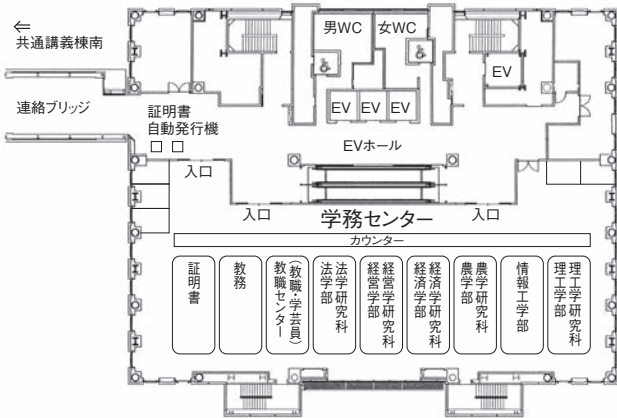 ⇐
共通講義棟南
男WC
女WC
EV
連絡ブリッジ
証明書
自動発行機
EV
EV
EV
EVホール
入口
入口
入口
学務センター
カウンター
証明書
教務
(教職・学芸員)
教職センター
法学研究科
法学部
経営学研究科
経営学部
経済学研究科
経済学部
農学研究科
農学部
情報工学部
理工学研究科
理工学部